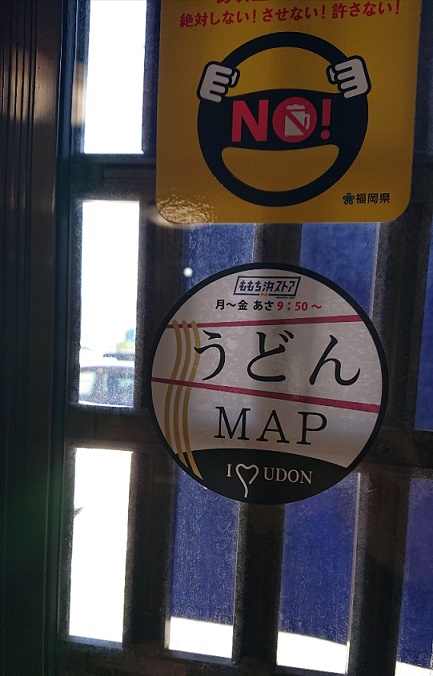 絶対しない!させない!許さない!
NO!
福岡県
ももち浜ストア
月〜金 あさ9:50〜
うどん
MAP
I UDON